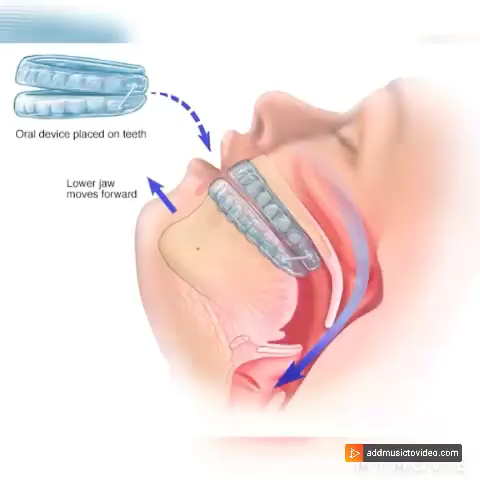 Oral device placed on teeth
Lower jaw
moves forward
addmusictovideo.com